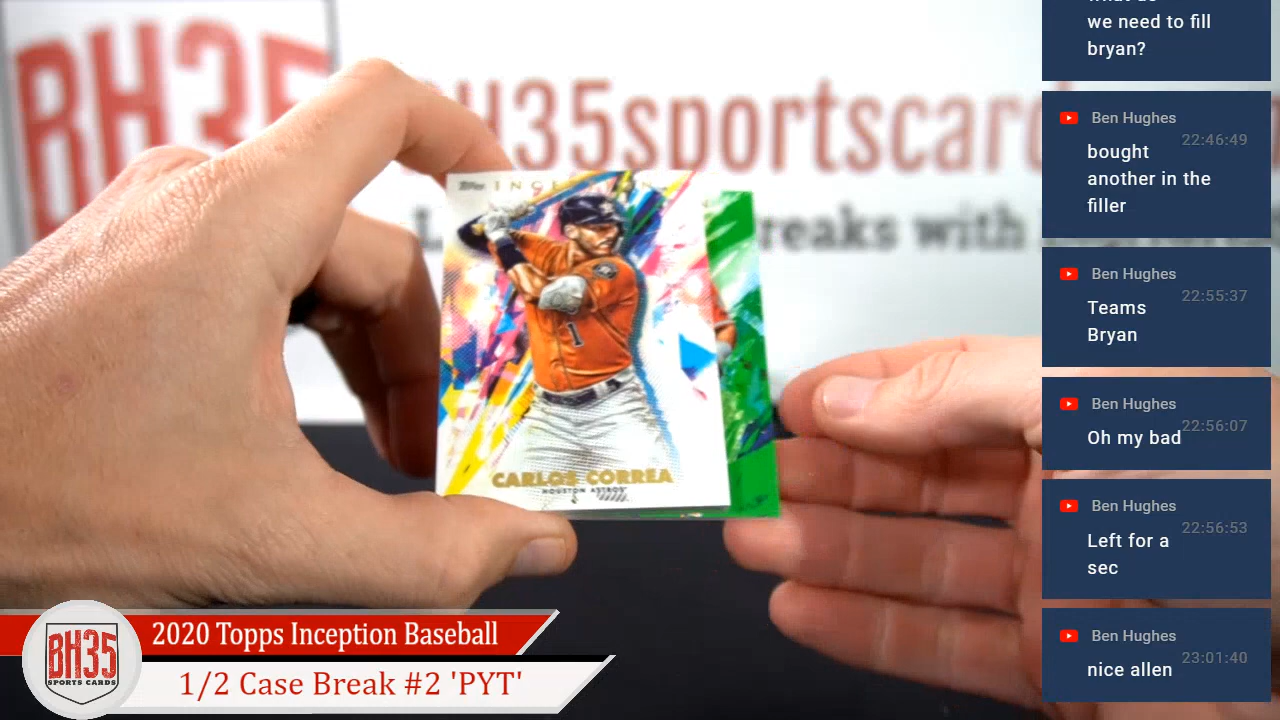 BH35
BH35sportscard
reaks with
Topps INCEPTION
1
CARLOS CORREA
HOUSTON ASTROS
we need to fill
bryan?
Ben Hughes
22:46:49
bought
another in the
filler
Ben Hughes
22:55:37
Teams
Bryan
Ben Hughes
22:56:07
Oh my bad
Ben Hughes
22:56:53
Left for a
sec
Ben Hughes
23:01:40
nice allen
BH35
SPORTS CARDS
2020 Topps Inception Baseball
1/2 Case Break #2 'PYT'